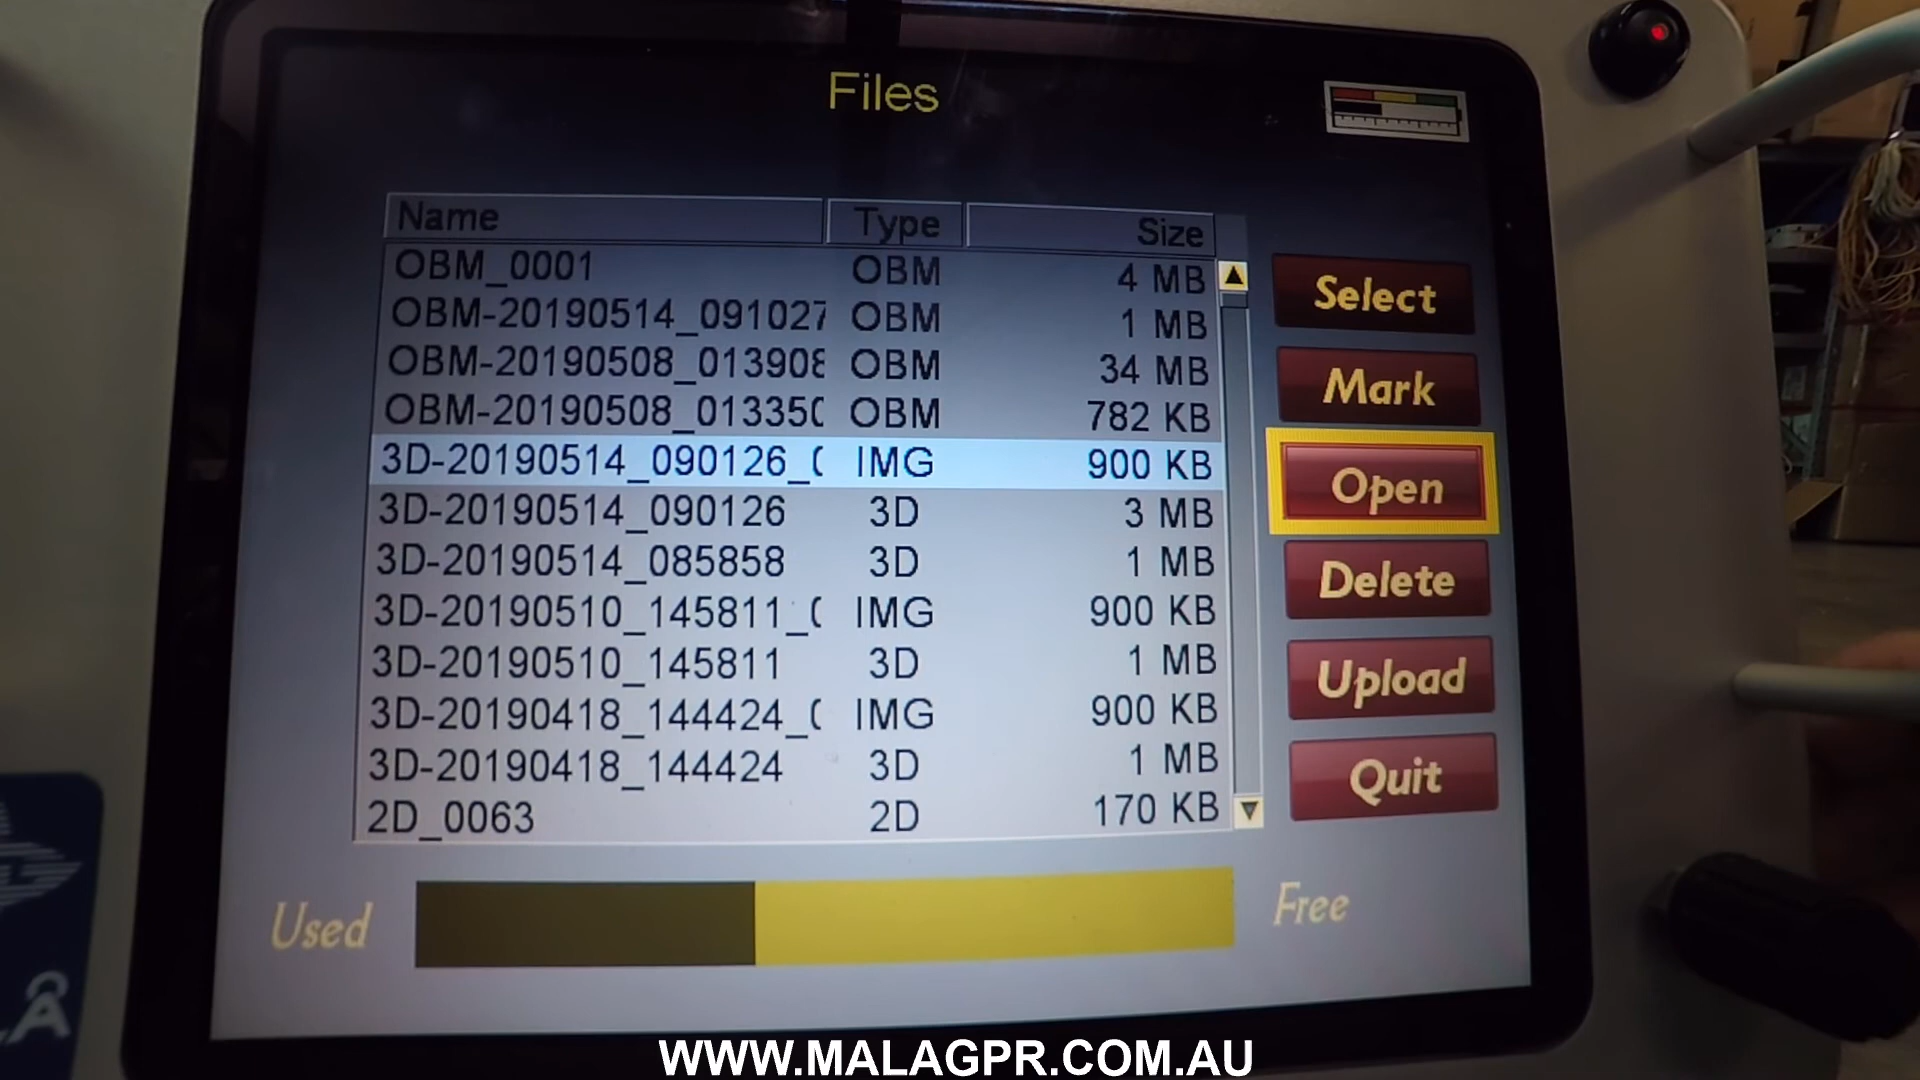 Files
Name Type Size
OBM_0001 OBM 4 MB
OBM-20190514_091027 OBM 1 MB
OBM-20190508_013908 OBM 34 MB
OBM-20190508_013350 OBM 782 KB
3D-20190514_090126_0 IMG 900 KB
3D-20190514_090126 3D 3 MB
3D-20190514_085858 3D 1 MB
3D-20190510_145811_0 IMG 900 KB
3D-20190510_145811 3D 1 MB
3D-20190418_144424_0 IMG 900 KB
3D-20190418_144424 3D 1 MB
2D_0063 2D 170 KB
Select
Mark
Open
Delete
Upload
Quit
Used Free
LÅ
WWW.MALAGPR.COM.AU